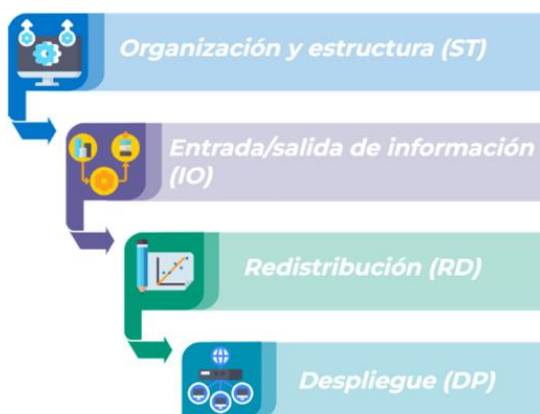 Organización y estructura (ST)
Entrada/salida de información
(IO)
Redistribución (RD)
Despliegue (DP)